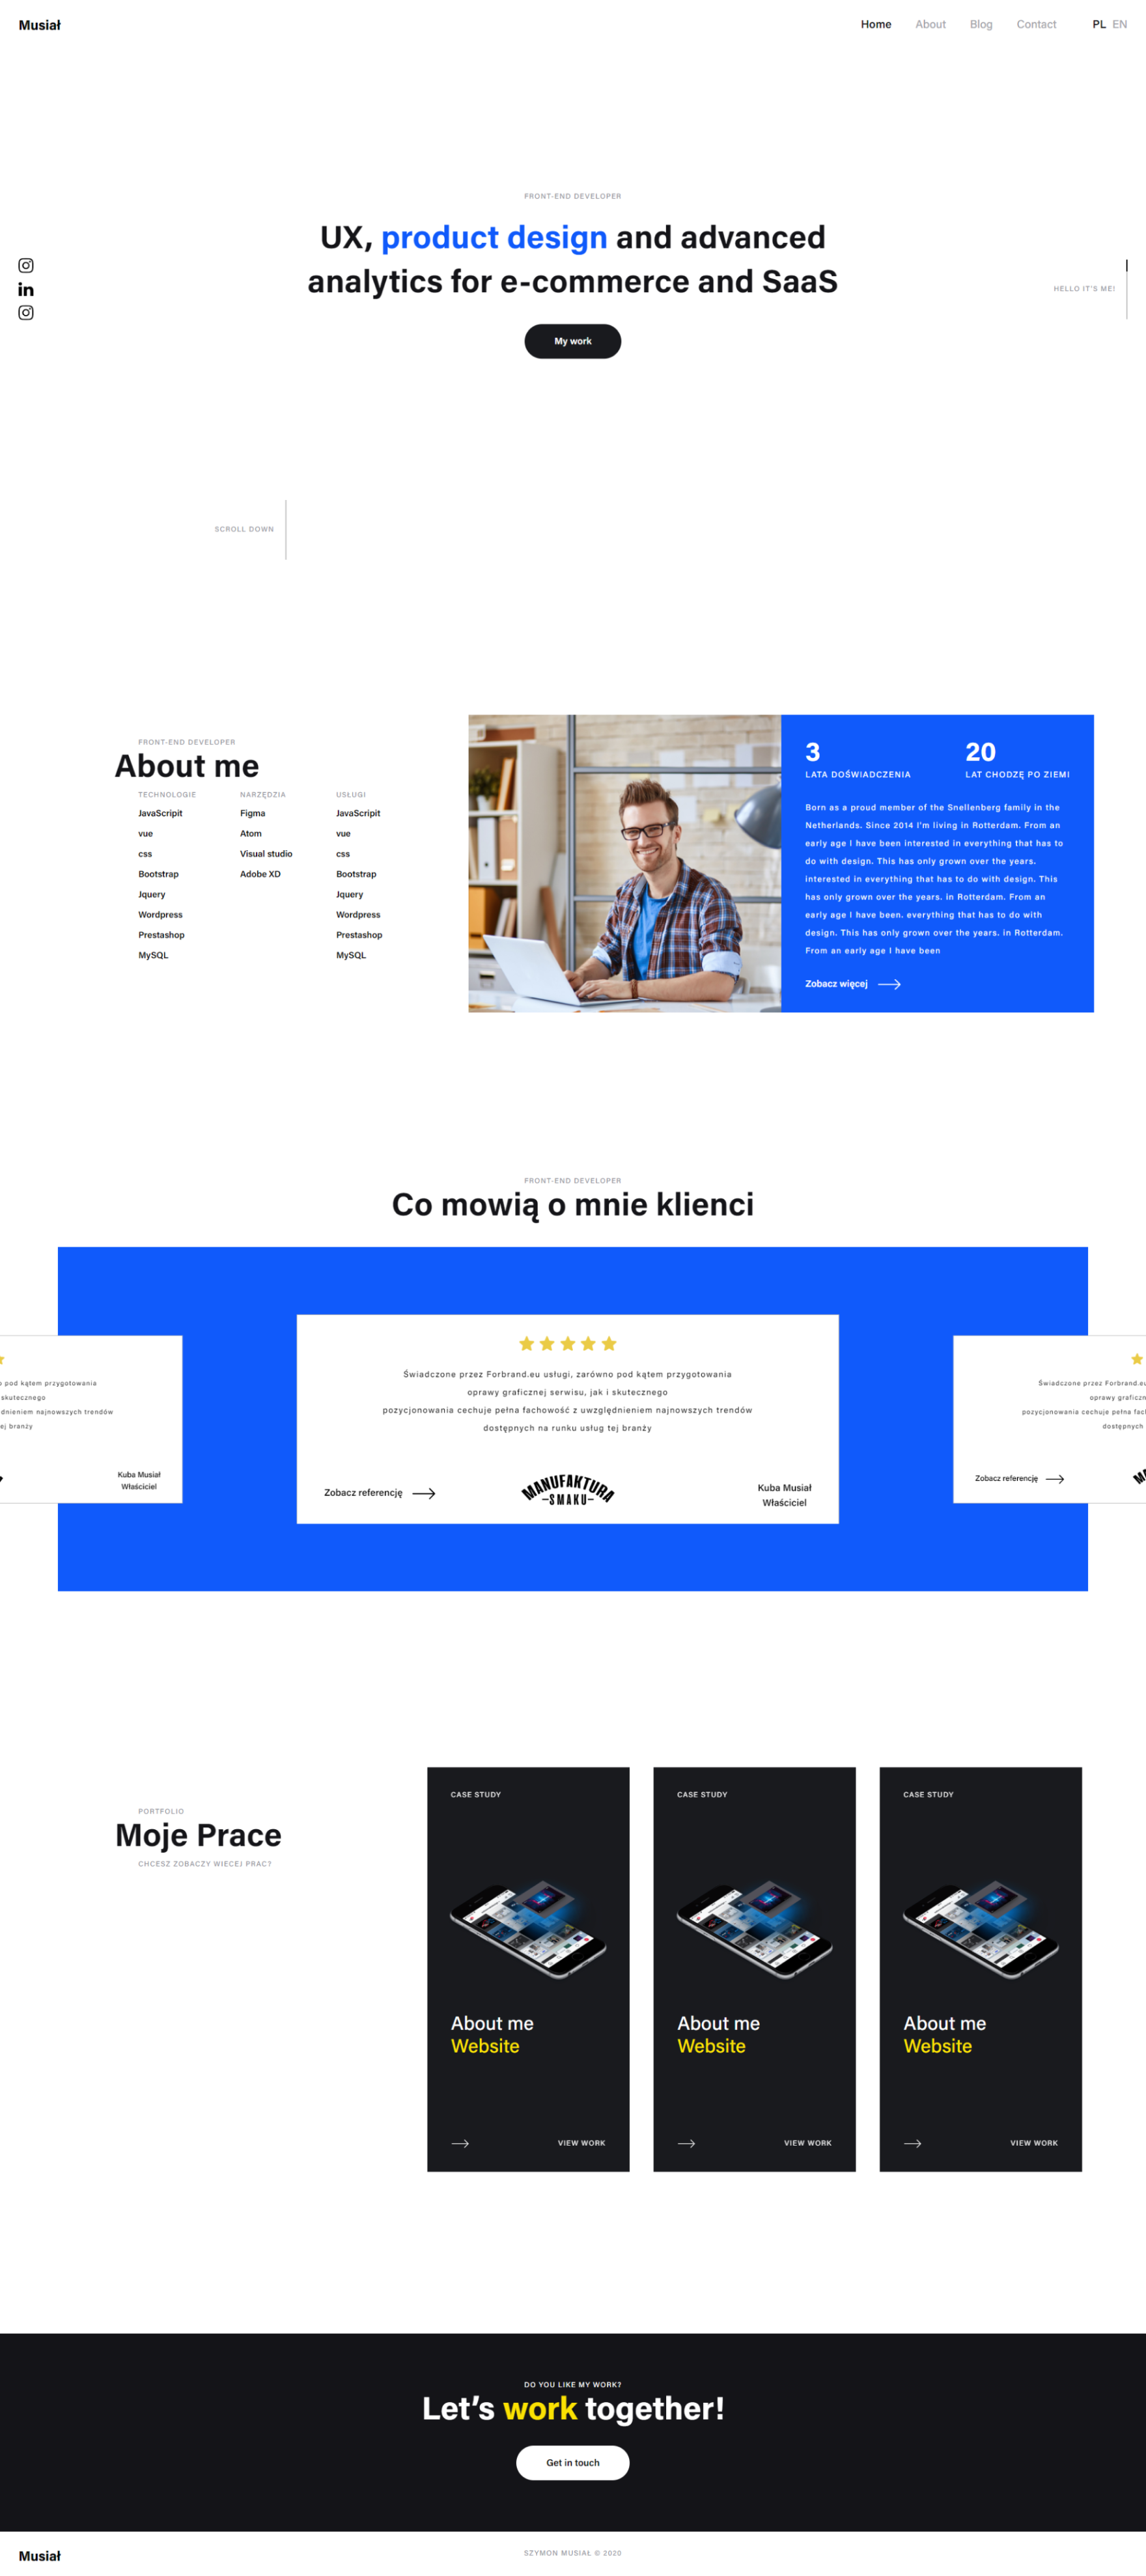 Musiał
Home About Blog Contact PL EN
FRONT-END DEVELOPER
UX, product design and advanced
analytics for e-commerce and SaaS
HELLO IT'S ME!
My work
SCROLL DOWN
FRONT-END DEVELOPER
About me
TECHNOLOGIE
JavaScripit
vue
css
Bootstrap
Jquery
Wordpress
Prestashop
MySQL
NARZĘDZIA
Figma
Atom
Visual studio
Adobe XD
USŁUGI
JavaScripit
vue
css
Bootstrap
Jquery
Wordpress
Prestashop
MySQL
3
LATA DOŚWIADCZENIA
20
LAT CHODZĘ PO ZIEMI
Born as a proud member of the Snellenberg family in the
Netherlands. Since 2014 I'm living in Rotterdam. From an
early age I have been interested in everything that has to
do with design. This has only grown over the years.
interested in everything that has to do with design. This
has only grown over the years. in Rotterdam. From an
early age I have been. everything that has to do with
design. This has only grown over the years. in Rotterdam.
From an early age I have been
Zobacz więcej
FRONT-END DEVELOPER
Co mowią o mnie klienci
pod kątem przygotowania
skutecznego
najnowszych trendów
ej branży
Kuba Musiał
Właściciel
Świadczone przez Forbrand.eu usługi, zarówno pod kątem przygotowania
oprawy graficznej serwisu, jak i skutecznego
pozycjonowania cechuje pełna fachowość z uwzględnieniem najnowszych trendów
dostępnych na runku usług tej branży
Zobacz referencję
MANUFAKTURA
SMAKU
Kuba Musiał
Właściciel
Świadczone przez Forbrand.eu
oprawy
pozycjonowania cechuje pełna
dostępnych
Zobacz referencję
PORTFOLIO
Moje Prace
CHCESZ ZOBACZY WIECEJ PRAC?
CASE STUDY
About me
Website
VIEW WORK
CASE STUDY
About me
Website
VIEW WORK
CASE STUDY
About me
Website
VIEW WORK
DO YOU LIKE MY WORK?
Let's work together!
Get in touch
Musiał
SZYMON MUSIAŁ © 2020